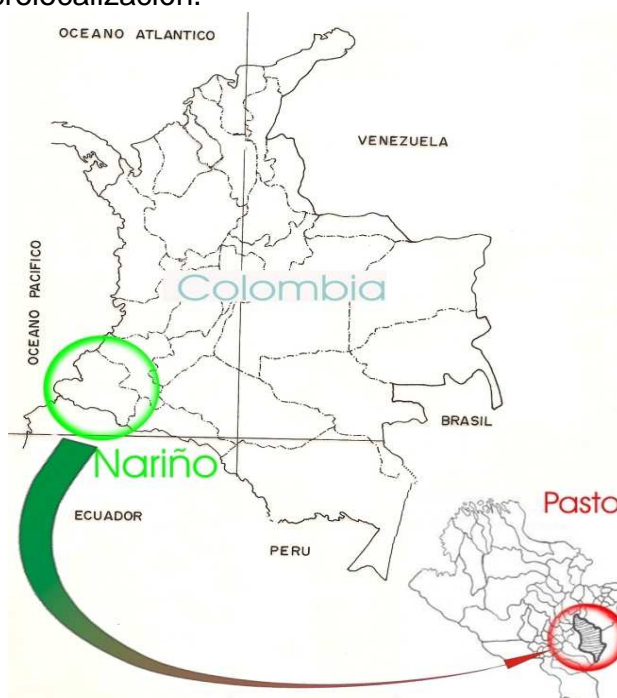 OCEANO ATLANTICO
VENEZUELA
OCEANO PACIFICO
Colombia
BRASIL
Nariño
ECUADOR
PERU
Pasto